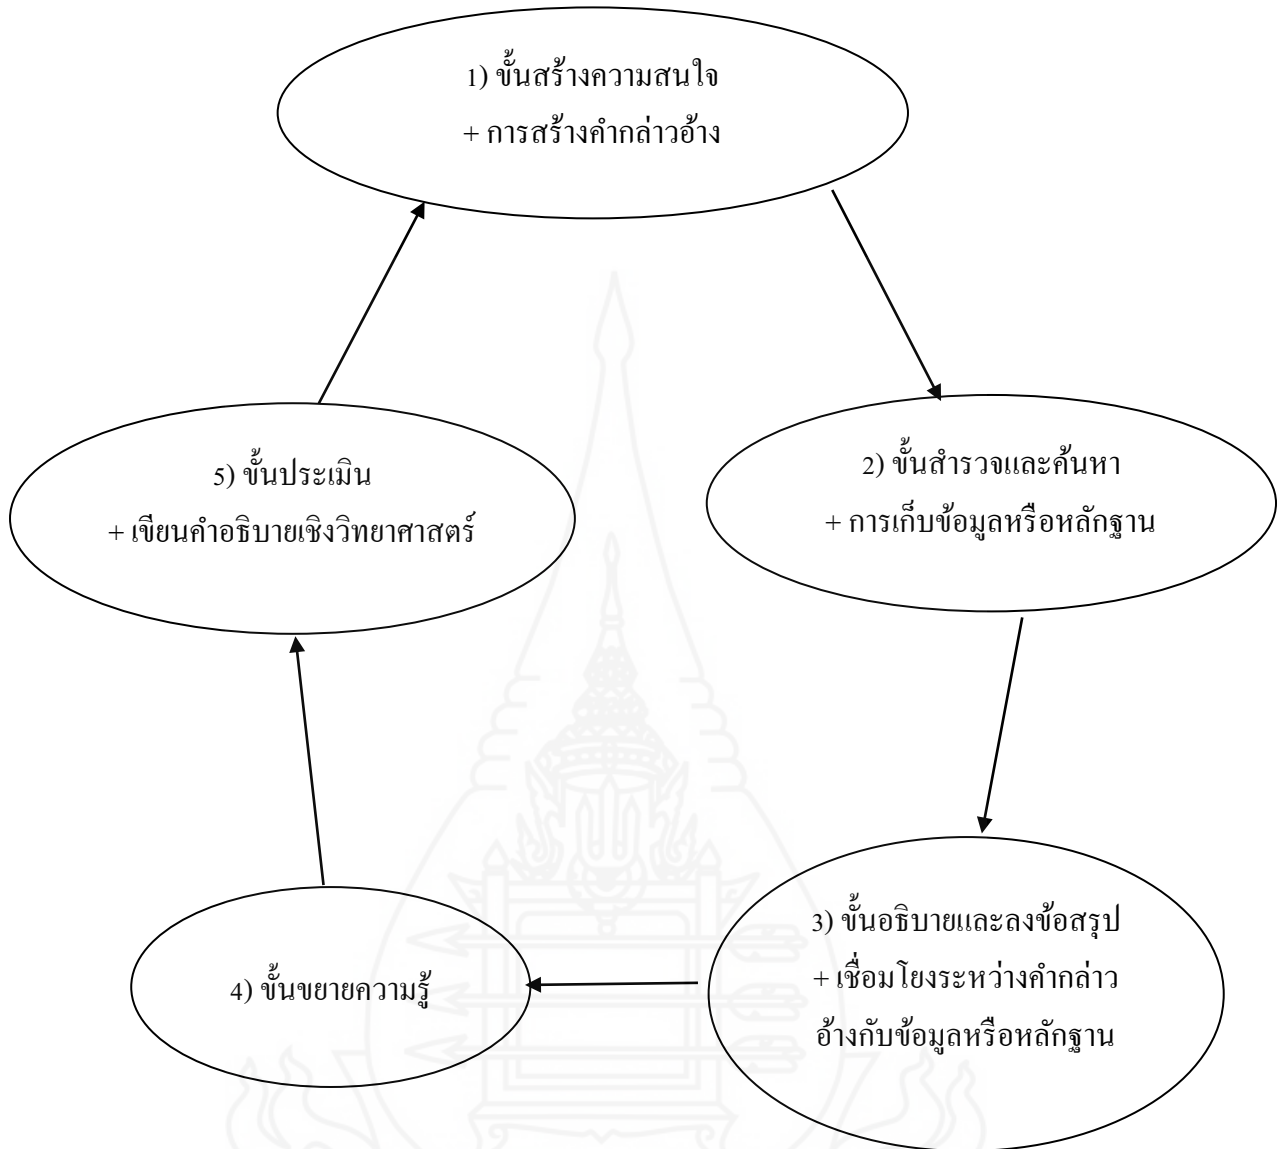 1) ขั้นสร้างความสนใจ
+ การสร้างคำกล่าวอ้าง
2) ขั้นสำรวจและค้นหา
+ การเก็บข้อมูลหรือหลักฐาน
3) ขั้นอธิบายและลงข้อสรุป
+ เชื่อมโยงระหว่างคำกล่าว
อ้างกับข้อมูลหรือหลักฐาน
4) ขั้นขยายความรู้
5) ขั้นประเมิน
+ เขียนคำอธิบายเชิงวิทยาศาสตร์